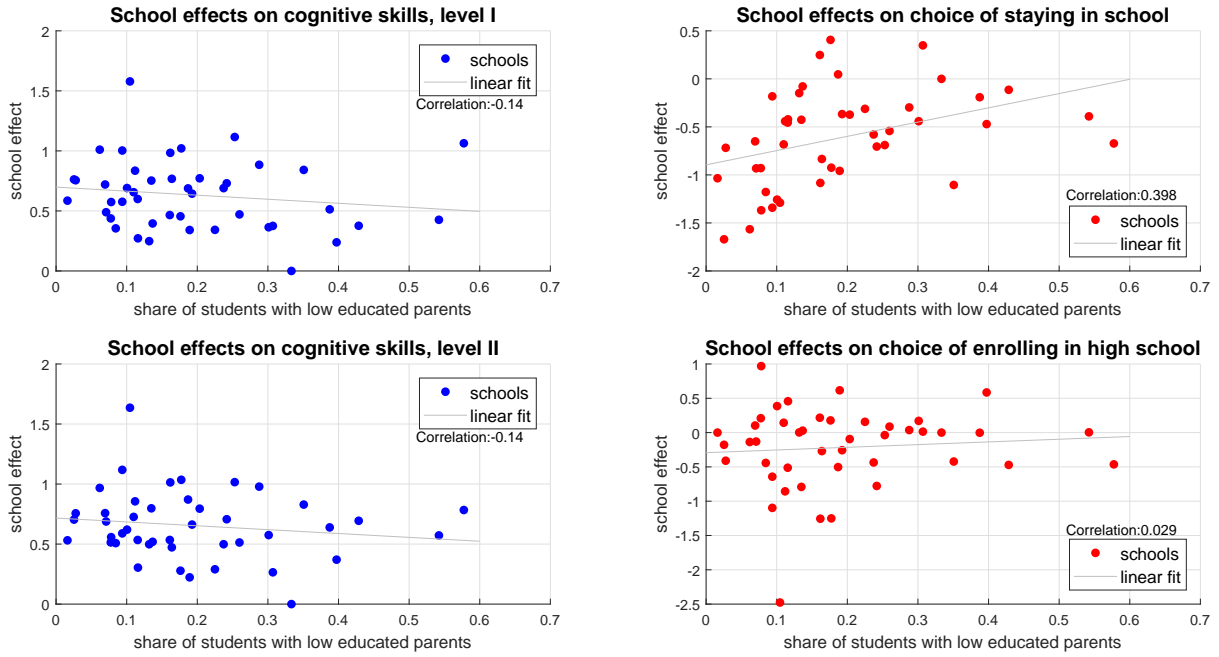 School effects on cognitive skills, level I
2
1.5
1
0.5
0
school effect
0 0.1 0.2 0.3 0.4 0.5 0.6 0.7
share of students with low educated parents
schools
linear fit
Correlation:-0.14
School effects on choice of staying in school
0.5
0
-0.5
-1
-1.5
-2
school effect
0 0.1 0.2 0.3 0.4 0.5 0.6 0.7
share of students with low educated parents
Correlation:0.398
schools
linear fit
School effects on cognitive skills, level II
2
1.5
1
0.5
0
school effect
0 0.1 0.2 0.3 0.4 0.5 0.6 0.7
share of students with low educated parents
schools
linear fit
Correlation:-0.14
School effects on choice of enrolling in high school
1
0.5
0
-0.5
-1
-1.5
-2
-2.5
school effect
0 0.1 0.2 0.3 0.4 0.5 0.6 0.7
share of students with low educated parents
Correlation:0.029
schools
linear fit